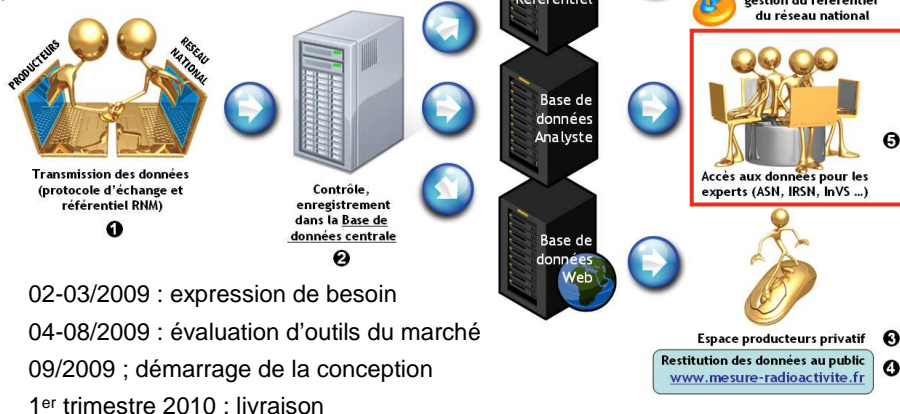 Référentiel
gestion du référentiel
du réseau national
PRODUCTEURS
RESEAU
NATIONAL
Transmission des données
(protocole d'échange et
référentiel RNM)
❶
Contrôle,
enregistrement
dans la Base de
données centrale
❷
Base de
données
Analyste
❺
Accès aux données pour les
experts (ASN, IRSN, InVS ...)
Base de
données
Web
Espace producteurs privatif ❸
Restitution des données au public ❹
www.mesure-radioactivite.fr
02-03/2009 : expression de besoin
04-08/2009 : évaluation d'outils du marché
09/2009 ; démarrage de la conception
1er trimestre 2010 : livraison